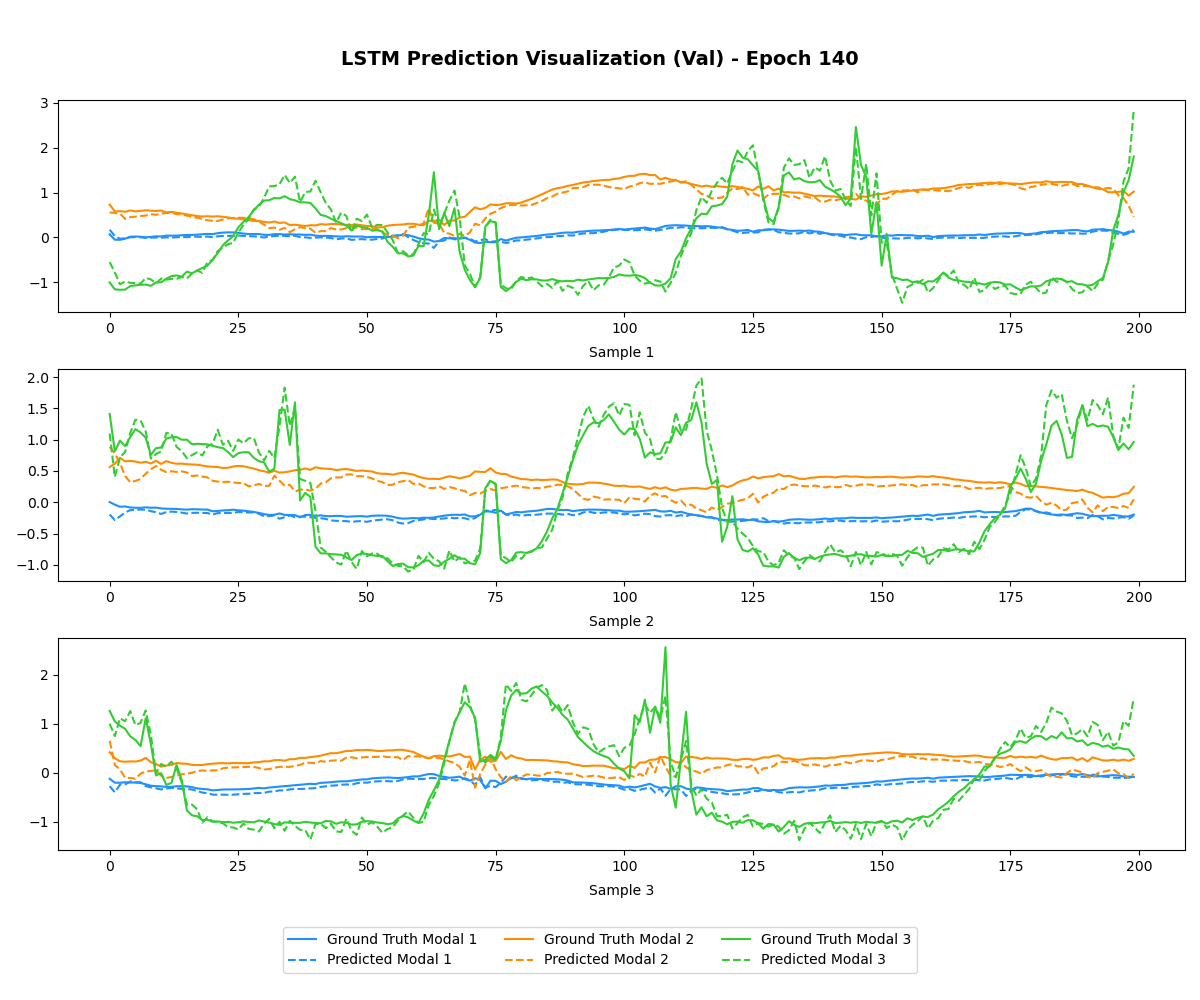 LSTM Prediction Visualization (Val) - Epoch 140
3
2
1
0
−1
0 25 50 75 100 125 150 175 200
Sample 1
2.0
1.5
1.0
0.5
0.0
−0.5
−1.0
0 25 50 75 100 125 150 175 200
Sample 2
2
1
0
−1
0 25 50 75 100 125 150 175 200
Sample 3
Ground Truth Modal 1 Ground Truth Modal 2 Ground Truth Modal 3
Predicted Modal 1 Predicted Modal 2 Predicted Modal 3